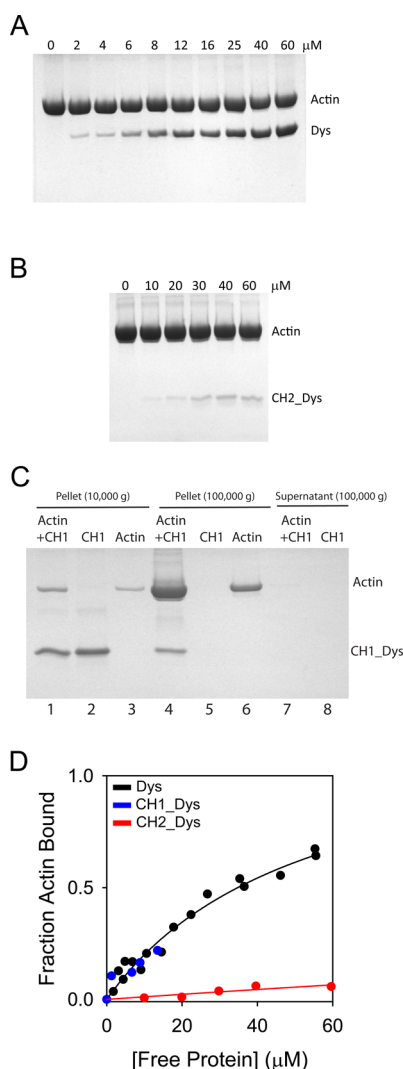 A
0 2 4 6 8 12 16 25 40 60 μM
Actin
Dys
B
0 10 20 30 40 60 μM
Actin
CH2_Dys
C
Pellet (10,000 g) Pellet (100,000 g) Supernatant (100,000 g)
Actin +CH1 CH1 Actin Actin +CH1 CH1 Actin Actin +CH1 CH1
Actin
CH1_Dys
1 2 3 4 5 6 7 8
D
1.0
Dys
CH1_Dys
CH2_Dys
0.5
0.0
0 20 40 60
Fraction Actin Bound
[Free Protein] (μM)